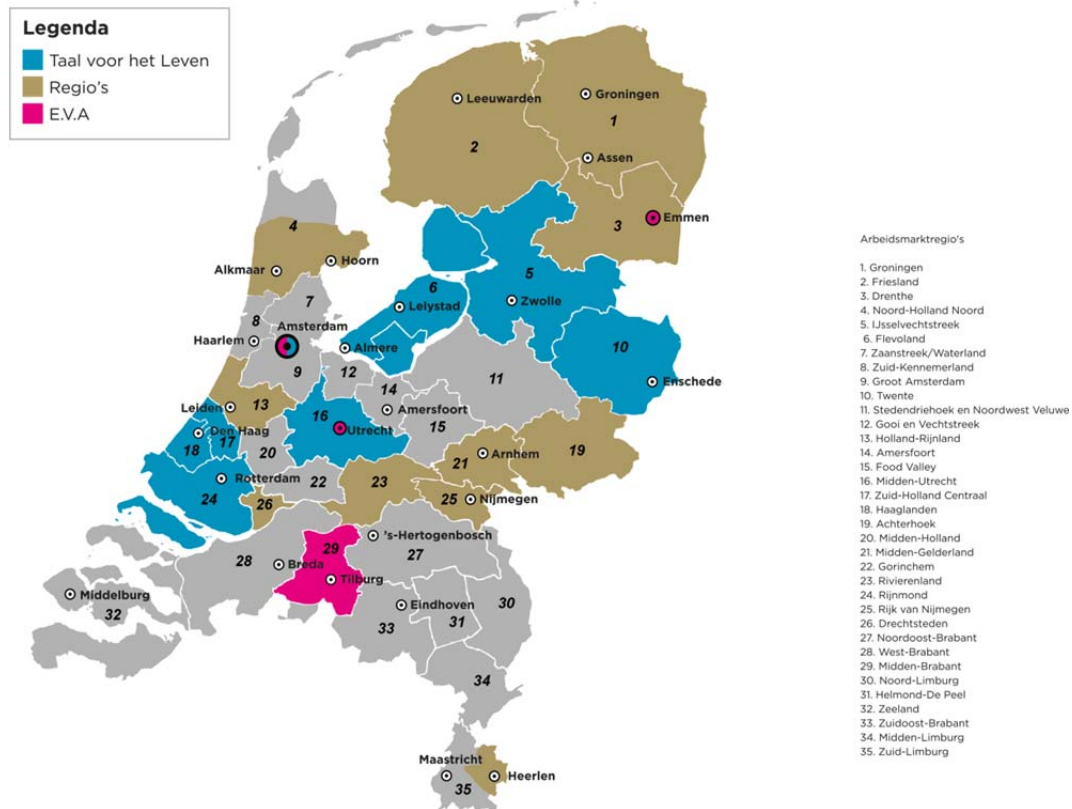 Legenda
Taal voor het Leven
Regio's
E.V.A
Leeuwarden
Groningen
1
2
Assen
3
Emmen
4
Hoorn
Alkmaar
5
6
Zwolle
Lelystad
7
8
Amsterdam
Haarlem
Almere
9
10
11
12
Enschede
14
13
Leiden
Amersfoort
16
15
Den Haag
17
Utrecht
18
20
Arnhem
19
21
Rotterdam
22
23
24
25
Nijmegen
26
's-Hertogenbosch
29
27
28
Breda
Tilburg
Middelburg
32
Eindhoven
30
31
33
34
Maastricht
Heerlen
35
Arbeidsmarktregio's
1. Groningen
2. Friesland
3. Drenthe
4. Noord-Holland Noord
5. IJsselvechtstreek
6. Flevoland
7. Zaanstreek/Waterland
8. Zuid-Kennemerland
9. Groot Amsterdam
10. Twente
11. Stedendriehoek en Noordwest Veluwe
12. Gooi en Vechtstreek
13. Holland-Rijnland
14. Amersfoort
15. Food Valley
16. Midden-Utrecht
17. Zuid-Holland Centraal
18. Haaglanden
19. Achterhoek
20. Midden-Holland
21. Midden-Gelderland
22. Gorinchem
23. Rivierenland
24. Rijnmond
25. Rijk van Nijmegen
26. Drechtsteden
27. Noordoost-Brabant
28. West-Brabant
29. Midden-Brabant
30. Noord-Limburg
31. Helmond-De Peel
32. Zeeland
33. Zuidoost-Brabant
34. Midden-Limburg
35. Zuid-Limburg